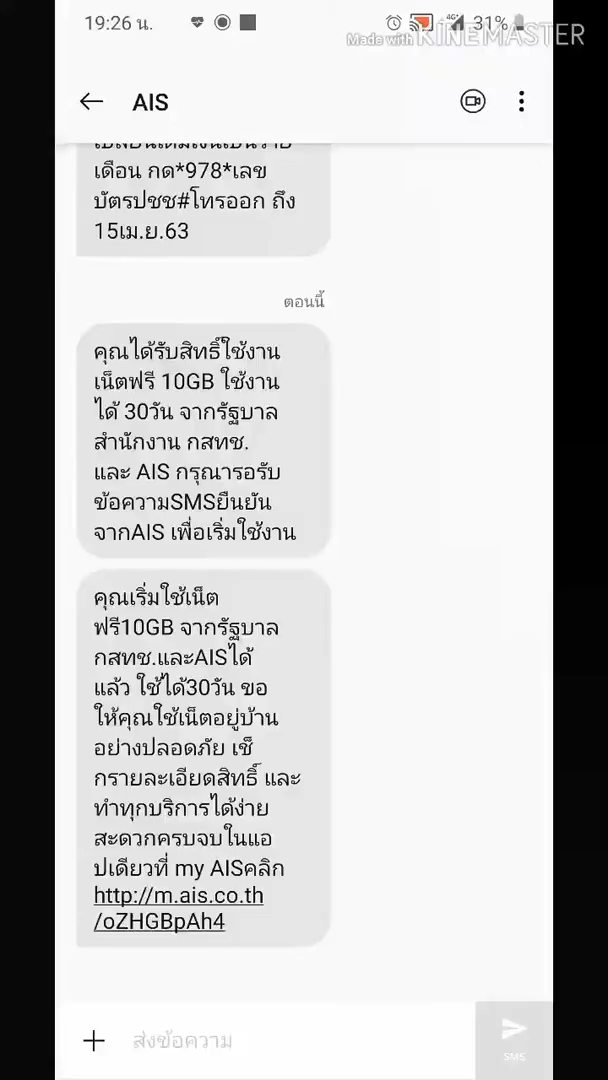 19:26 น.
4G+
31%
Made with KINEMASTER
AIS
เดือน กด*978*เลข
บัตรปชช#โทรออก ถึง
15เม.ย.63
ตอนนี้
คุณได้รับสิทธิ์ใช้งาน
เน็ตฟรี 10GB ใช้งาน
ได้ 30วัน จากรัฐบาล
สำนักงาน กสทช.
และ AIS กรุณารอรับ
ข้อความSMSยืนยัน
จากAIS เพื่อเริ่มใช้งาน
คุณเริ่มใช้เน็ต
ฟรี10GB จากรัฐบาล
กสทช.และAISได้
แล้ว ใช้ได้30วัน ขอ
ให้คุณใช้เน็ตอยู่บ้าน
อย่างปลอดภัย เช็
กรายละเอียดสิทธิ์ และ
ทำทุกบริการได้ง่าย
สะดวกครบจบในแอ
ปเดียวที่ my AISคลิก
http://m.ais.co.th
/oZHGBpAh4
ส่งข้อความ
SMS